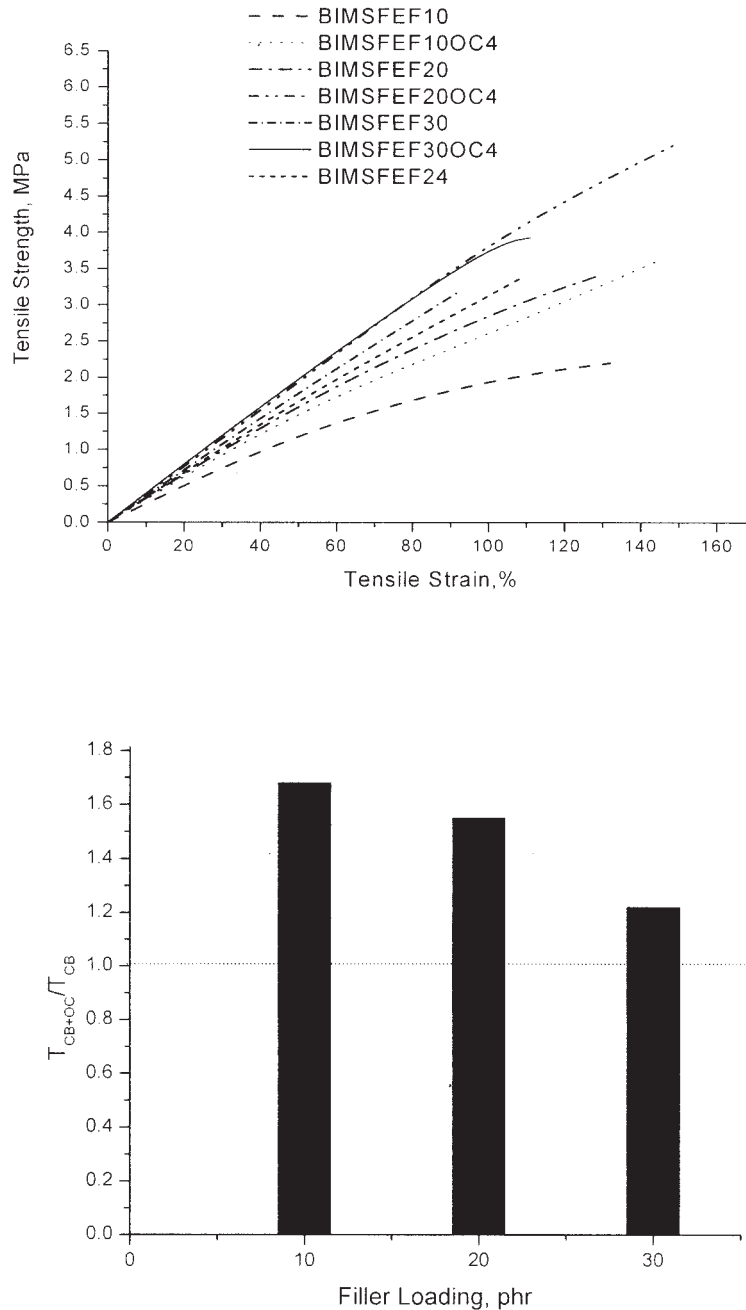 BIMSFEF10
BIMSFEF10OC4
BIMSFEF20
BIMSFEF20OC4
BIMSFEF30
BIMSFEF30OC4
BIMSFEF24
6.5
6.0
5.5
5.0
4.5
4.0
3.5
3.0
2.5
2.0
1.5
1.0
0.5
0.0
Tensile Strength, MPa
0 20 40 60 80 100 120 140 160
Tensile Strain,%
1.8
1.6
1.4
1.2
1.0
0.8
0.6
0.4
0.2
0.0
T_CB+OC/T_CB
0 10 20 30
Filler Loading, phr